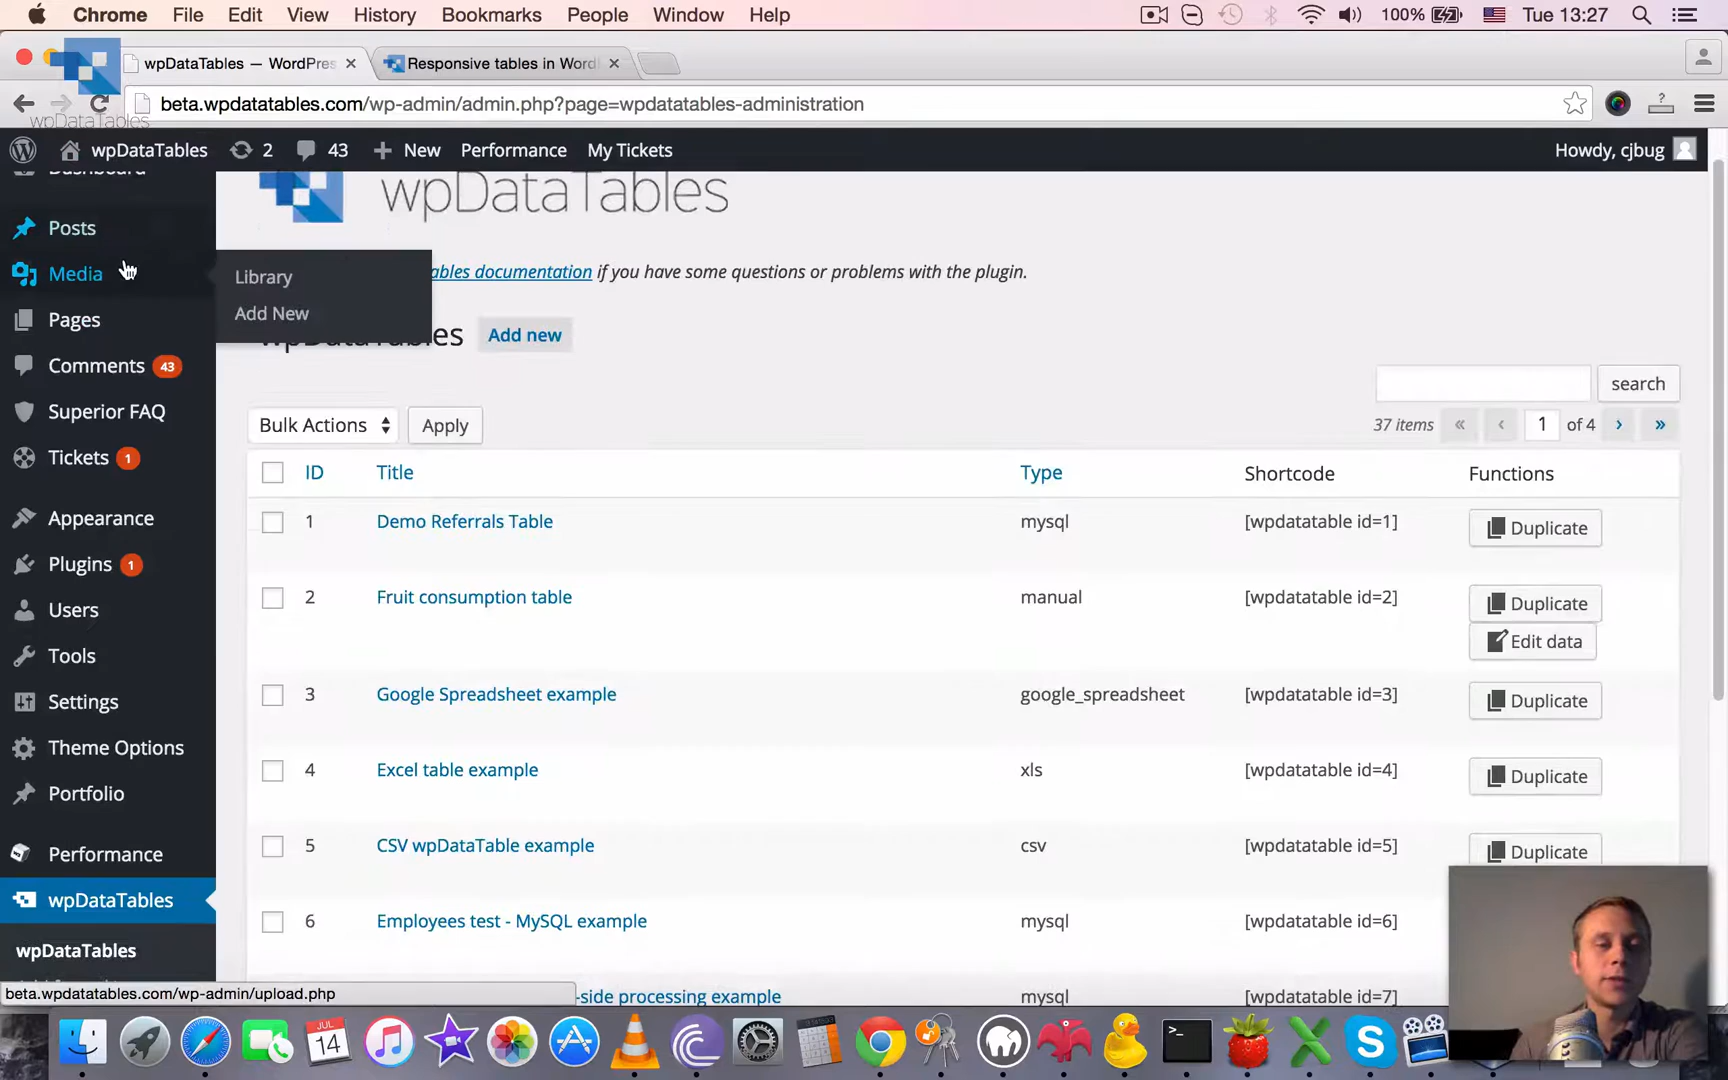 Chrome File Edit View History Bookmarks People Window Help 100% Tue 13:27
wpDataTables — WordPres Responsive tables in Word
beta.wpdatatables.com/wp-admin/admin.php?page=wpdatatables-administration
wpDataTables
wpDataTables 2 43 New Performance My Tickets Howdy, cjbug
Dashboard
wpDataTables
Posts
Media
Library
Add New
ables documentation if you have some questions or problems with the plugin.
Pages
wpDataTables Add new
Comments 43
search
Superior FAQ
Bulk Actions Apply 37 items « ‹ 1 of 4 › »
Tickets 1
ID Title Type Shortcode Functions
Appearance
1 Demo Referrals Table mysql [wpdatatable id=1] Duplicate
Plugins 1
2 Fruit consumption table manual [wpdatatable id=2] Duplicate
Users
Edit data
Tools
3 Google Spreadsheet example google_spreadsheet [wpdatatable id=3] Duplicate
Settings
Theme Options
4 Excel table example xls [wpdatatable id=4] Duplicate
Portfolio
5 CSV wpDataTable example csv [wpdatatable id=5] Duplicate
Performance
wpDataTables
6 Employees test - MySQL example mysql [wpdatatable id=6]
wpDataTables
beta.wpdatatables.com/wp-admin/upload.php
-side processing example mysql [wpdatatable id=7]
JUL
14